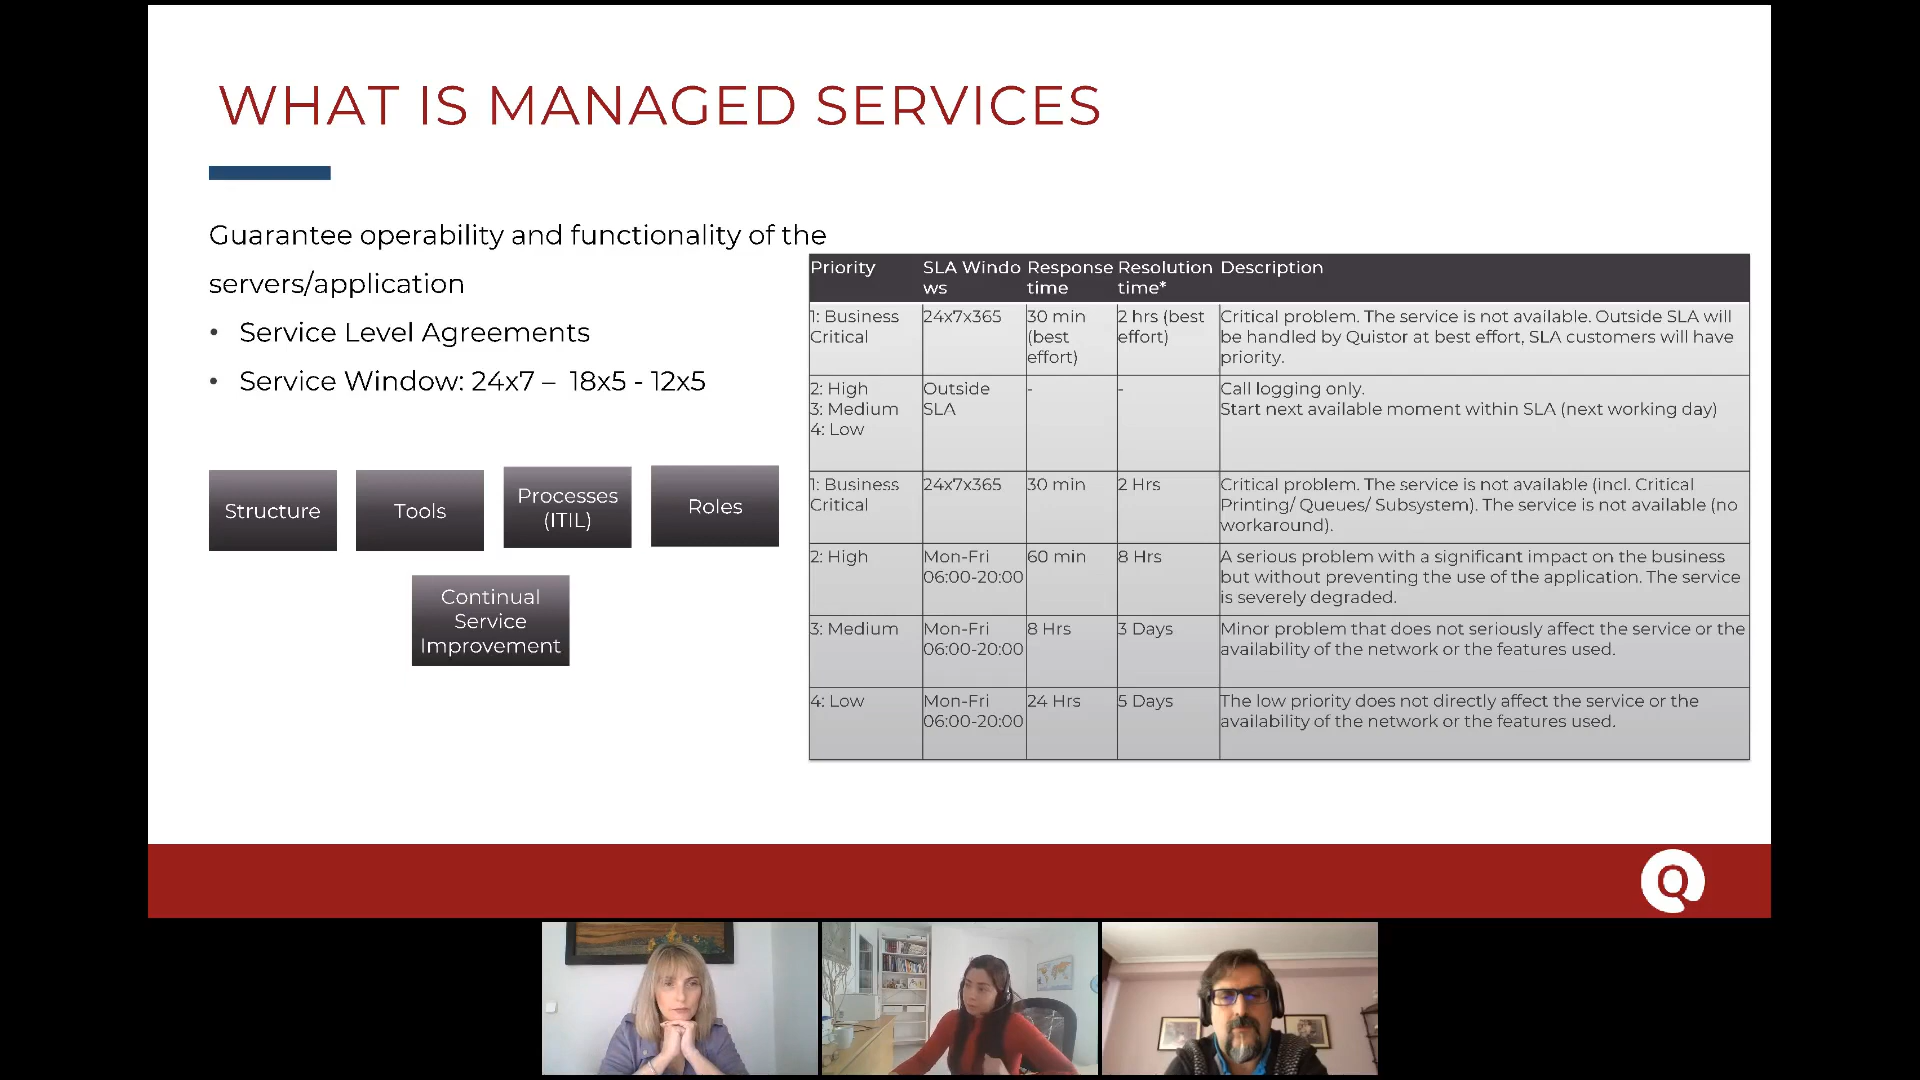 WHAT IS MANAGED SERVICES
Guarantee operability and functionality of the
servers/application
• Service Level Agreements
• Service Window: 24x7 – 18x5 - 12x5
Structure
Tools
Processes
(ITIL)
Roles
Continual
Service
Improvement
Priority
SLA Windo
ws
Response
time
Resolution
time*
Description
1: Business
Critical
24x7x365
30 min
(best
effort)
2 hrs (best
effort)
Critical problem. The service is not available. Outside SLA will
be handled by Quistor at best effort, SLA customers will have
priority.
2: High
3: Medium
4: Low
Outside
SLA
-
-
Call logging only.
Start next available moment within SLA (next working day)
1: Business
Critical
24x7x365
30 min
2 Hrs
Critical problem. The service is not available (incl. Critical
Printing/ Queues/ Subsystem). The service is not available (no
workaround).
2: High
Mon-Fri
06:00-20:00
60 min
8 Hrs
A serious problem with a significant impact on the business
but without preventing the use of the application. The service
is severely degraded.
3: Medium
Mon-Fri
06:00-20:00
8 Hrs
3 Days
Minor problem that does not seriously affect the service or the
availability of the network or the features used.
4: Low
Mon-Fri
06:00-20:00
24 Hrs
5 Days
The low priority does not directly affect the service or the
availability of the network or the features used.
Q